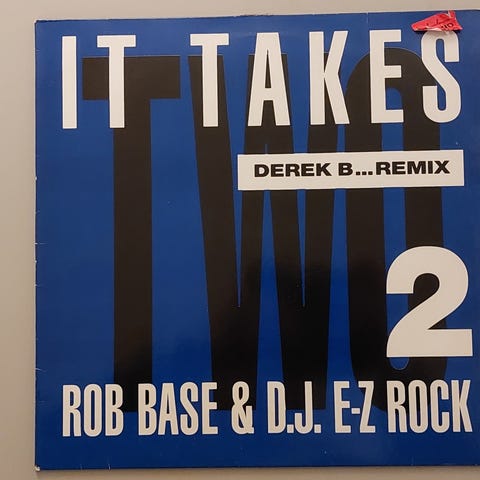 IT TAKES
TWO
DEREK B...REMIX
2
ROB BASE & D.J. E-Z ROCK